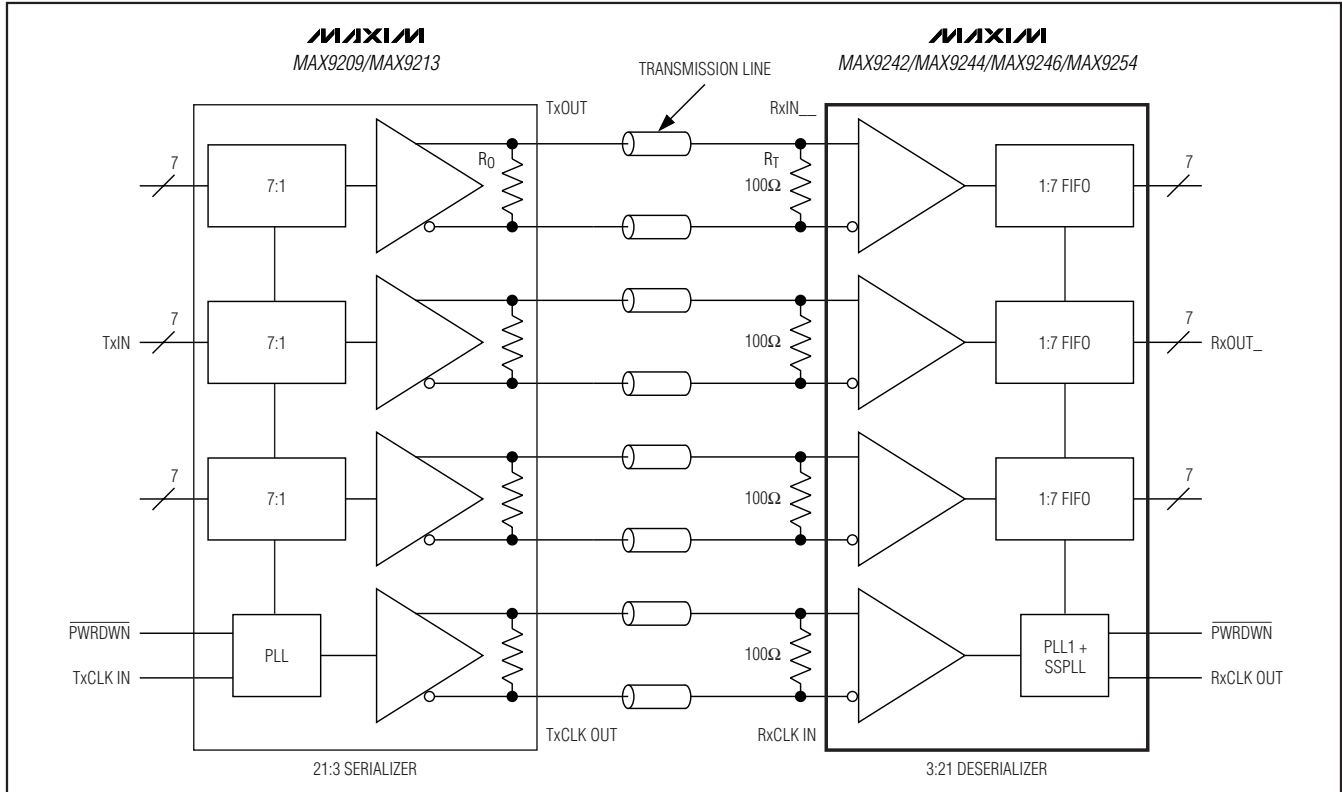 MAXIM
MAX9209/MAX9213
MAXIM
MAX9242/MAX9244/MAX9246/MAX9254
TRANSMISSION LINE
TxOUT
RxIN__
7
7:1
RO
RT
100Ω
1:7 FIFO
7
TxIN
7
7:1
100Ω
1:7 FIFO
7
RxOUT_
7
7:1
100Ω
1:7 FIFO
7
PWRDWN
TxCLK IN
PLL
100Ω
PLL1 +
SSPLL
PWRDWN
RxCLK OUT
TxCLK OUT
RxCLK IN
21:3 SERIALIZER
3:21 DESERIALIZER